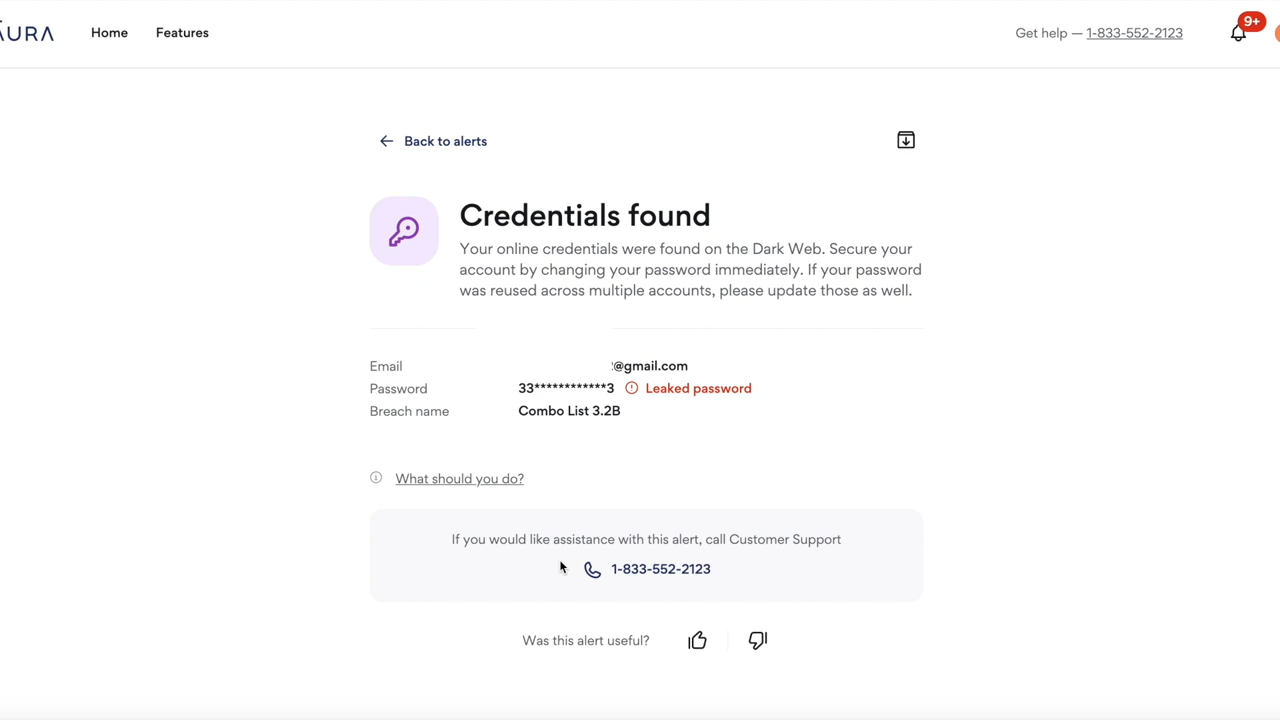 AURA
Home Features
Get help — 1-833-552-2123
9+
Back to alerts
Credentials found
Your online credentials were found on the Dark Web. Secure your
account by changing your password immediately. If your password
was reused across multiple accounts, please update those as well.
Email @gmail.com
Password 33************3 Leaked password
Breach name Combo List 3.2B
What should you do?
If you would like assistance with this alert, call Customer Support
1-833-552-2123
Was this alert useful?